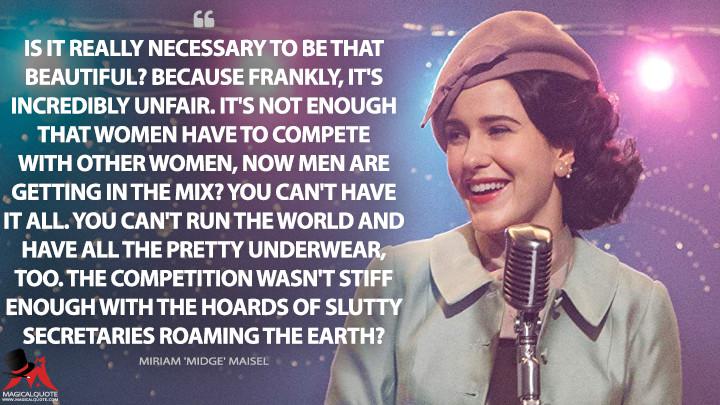 ❝
IS IT REALLY NECESSARY TO BE THAT
BEAUTIFUL? BECAUSE FRANKLY, IT'S
INCREDIBLY UNFAIR. IT'S NOT ENOUGH
THAT WOMEN HAVE TO COMPETE
WITH OTHER WOMEN, NOW MEN ARE
GETTING IN THE MIX? YOU CAN'T HAVE
IT ALL. YOU CAN'T RUN THE WORLD AND
HAVE ALL THE PRETTY UNDERWEAR,
TOO. THE COMPETITION WASN'T STIFF
ENOUGH WITH THE HOARDS OF SLUTTY
SECRETARIES ROAMING THE EARTH?
MIRIAM 'MIDGE' MAISEL
MAGICALQUOTE
WWW.MAGICALQUOTE.COM